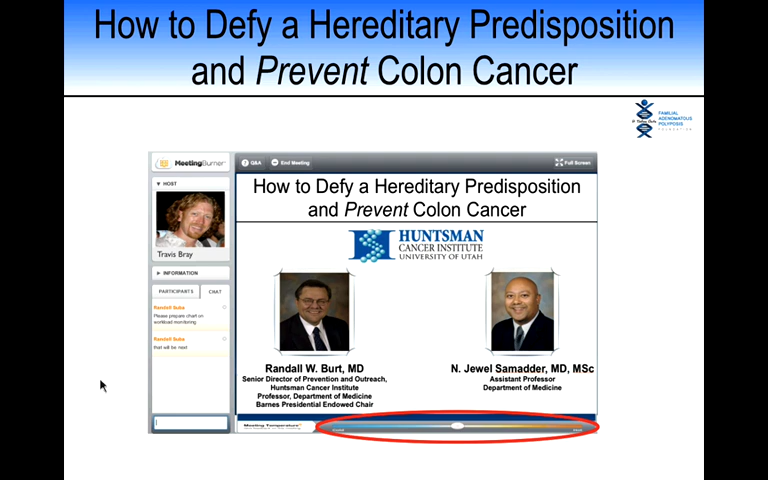 How to Defy a Hereditary Predisposition
and Prevent Colon Cancer
FAMILIAL
ADENOMATOUS
POLYPOSIS
FOUNDATION
MeetingBurner
Q&A
End Meeting
Full Screen
HOST
Travis Bray
INFORMATION
PARTICIPANTS
CHAT
Randall Suba
Please prepare chart on
workload monitoring
Randall Suba
that will be next
How to Defy a Hereditary Predisposition
and Prevent Colon Cancer
HUNTSMAN
CANCER INSTITUTE
UNIVERSITY OF UTAH
Randall W. Burt, MD
Senior Director of Prevention and Outreach,
Huntsman Cancer Institute
Professor, Department of Medicine
Barnes Presidential Endowed Chair
N. Jewel Samadder, MD, MSc
Assistant Professor
Department of Medicine
Meeting Temperature